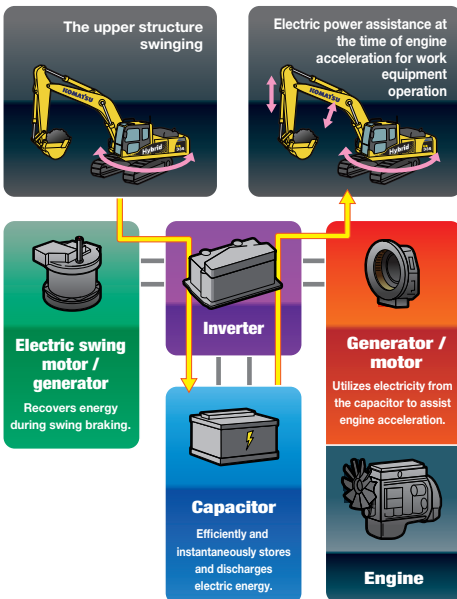 The upper structure
swinging
KOMATSU
Hybrid
Electric power assistance at
the time of engine
acceleration for work
equipment
operation
KOMATSU
Hybrid
Electric swing
motor /
generator
Recovers energy
during swing braking.
Inverter
Generator /
motor
Utilizes electricity from
the capacitor to assist
engine acceleration.
Capacitor
Efficiently and
instantaneously stores
and discharges
electric energy.
Engine